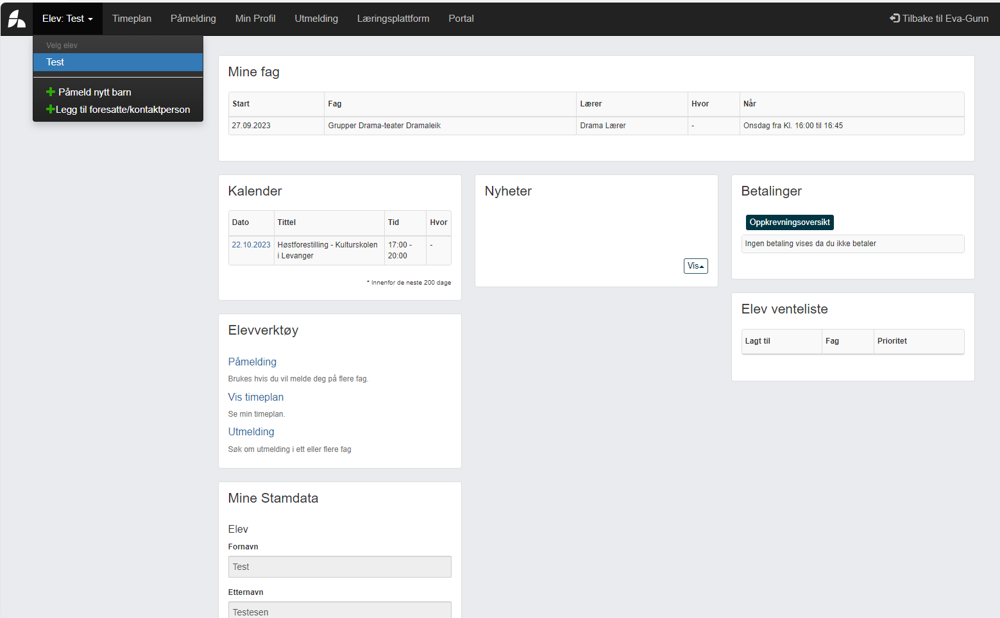 Elev: Test
Timeplan
Påmelding
Min Profil
Utmelding
Læringsplattform
Portal
Tilbake til Eva-Gunn
Velg elev
Test
Påmeld nytt barn
Legg til foresatte/kontaktperson
Mine fag
Start Fag Lærer Hvor Når
27.09.2023 Grupper Drama-teater Dramaleik Drama Lærer - Onsdag fra Kl. 16:00 til 16:45
Kalender
Dato Tittel Tid Hvor
22.10.2023 Høstforestilling - Kulturskolen 17:00 - -
i Levanger 20:00
* Innenfor de neste 200 dage
Nyheter
Vis
Betalinger
Oppkrevningsoversikt
Ingen betaling vises da du ikke betaler
Elev venteliste
Lagt til Fag Prioritet
Elevverktøy
Påmelding
Brukes hvis du vil melde deg på flere fag.
Vis timeplan
Se min timeplan.
Utmelding
Søk om utmelding i ett eller flere fag
Mine Stamdata
Elev
Fornavn
Test
Etternavn
Testesen